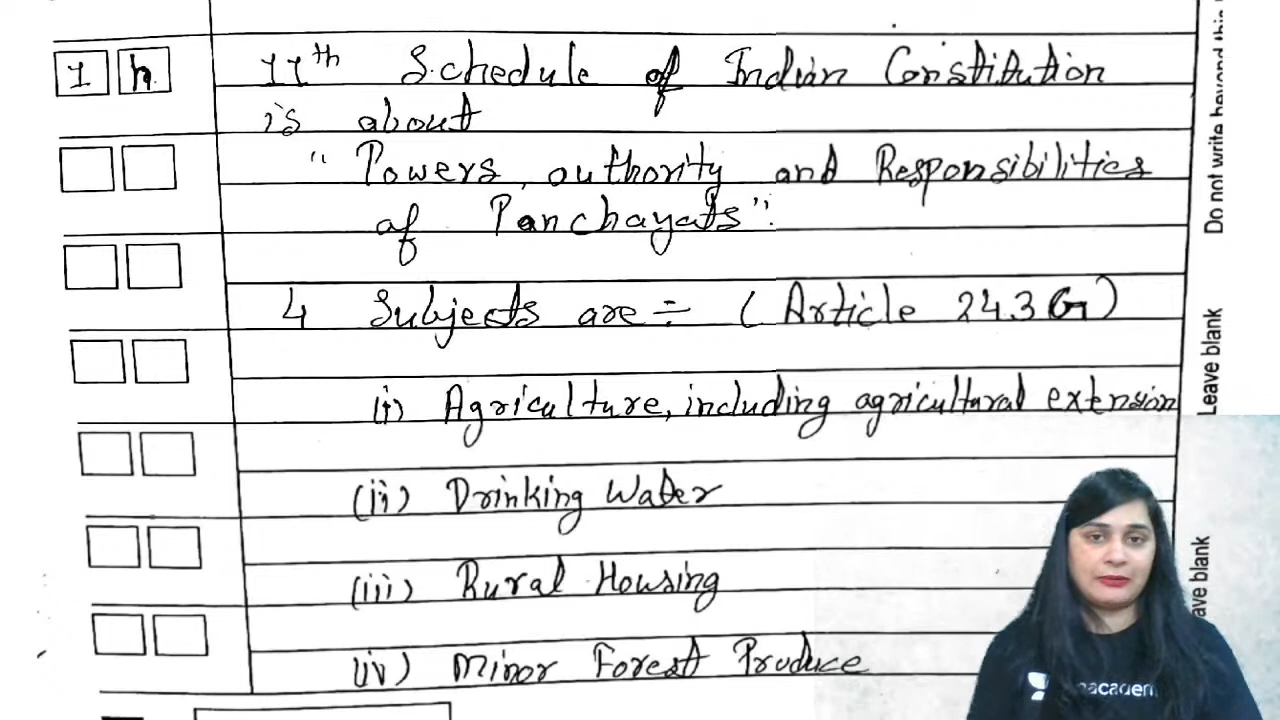 1 h
11th Schedule of Indian Constitution
is about
" Powers, authority and Responsibilities
of Panchayats".
4 Subjects are ÷ (Article 243G)
(i) Agriculture, including agricultural extension
(ii) Drinking Water
(iii) Rural Housing
(iv) Minor Forest Produce
Do not write beyond this
Leave blank
ave blank
nacadem